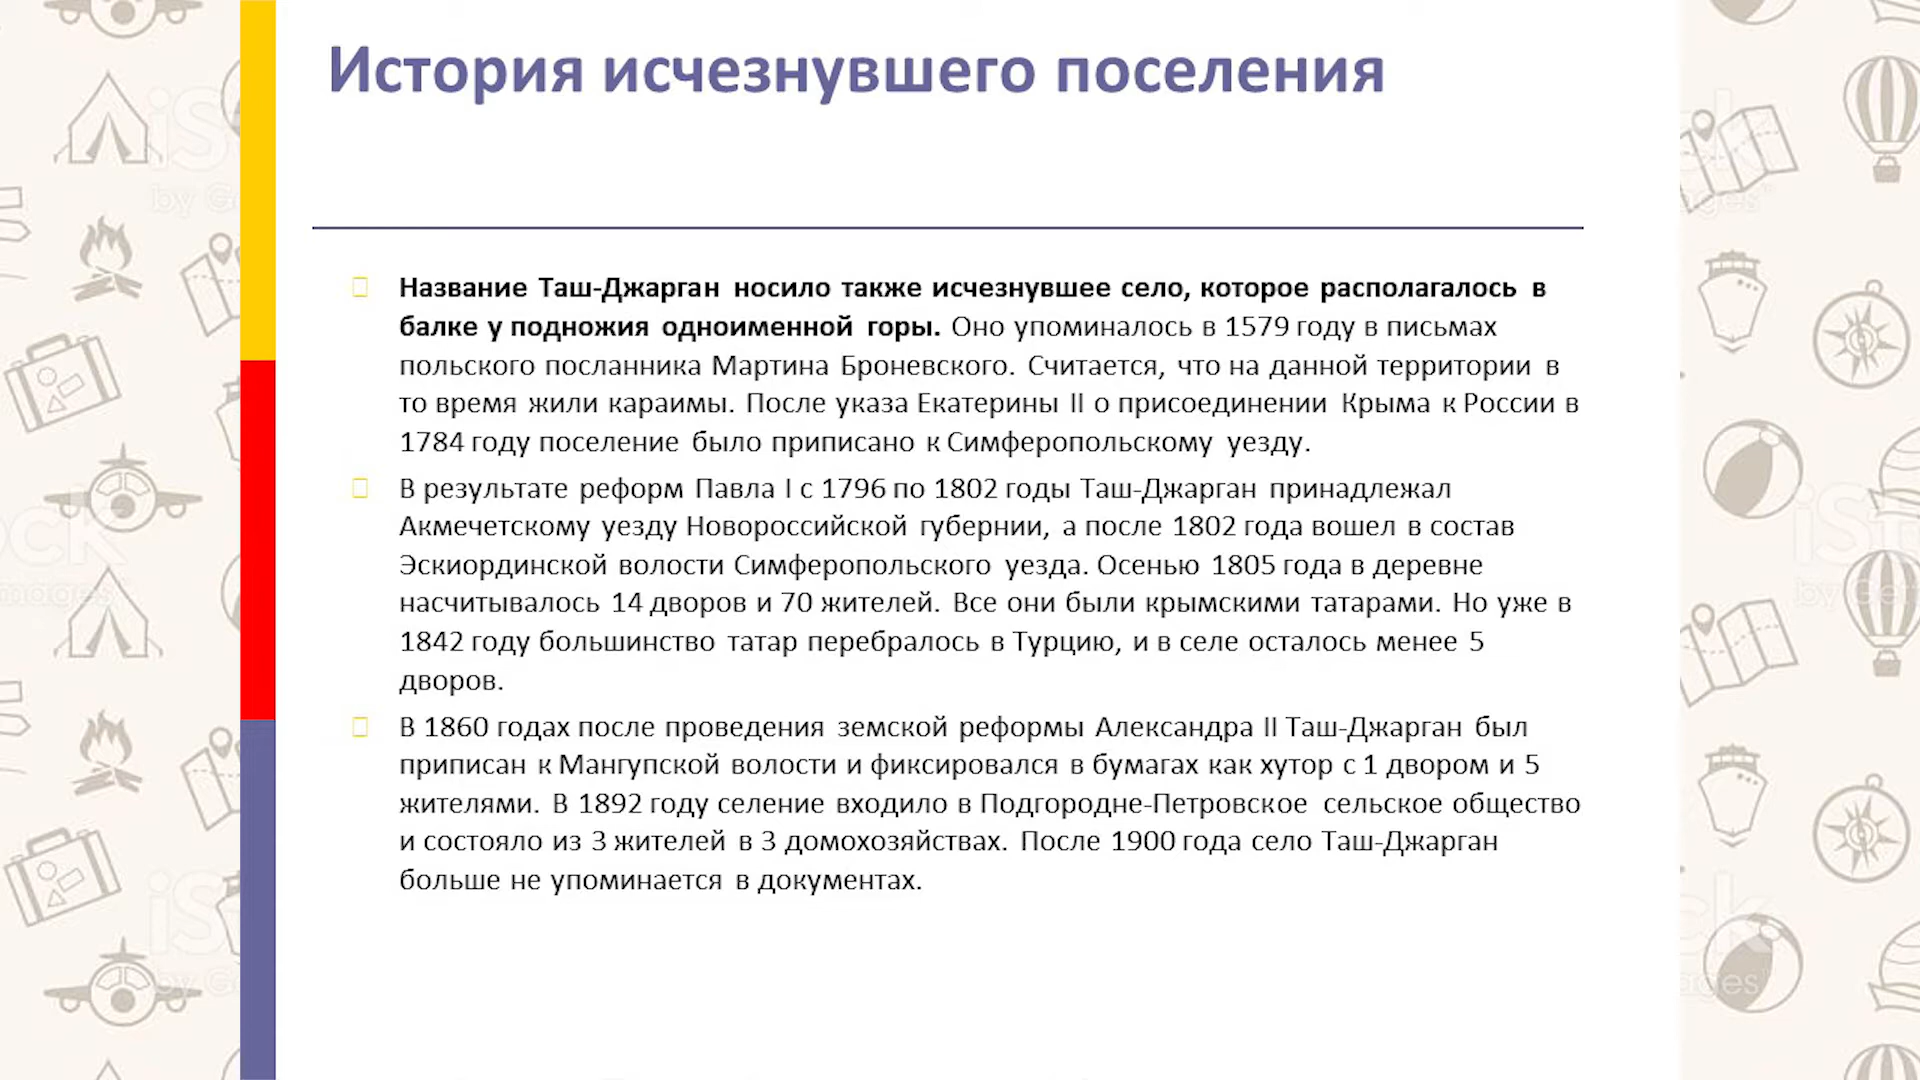 История исчезнувшего поселения
Название Таш-Джарган носило также исчезнувшее село, которое располагалось в
балке у подножия одноименной горы. Оно упоминалось в 1579 году в письмах
польского посланника Мартина Броневского. Считается, что на данной территории в
то время жили караимы. После указа Екатерины II о присоединении Крыма к России в
1784 году поселение было приписано к Симферопольскому уезду.
В результате реформ Павла I с 1796 по 1802 годы Таш-Джарган принадлежал
Акмечетскому уезду Новороссийской губернии, а после 1802 года вошел в состав
Эскиординской волости Симферопольского уезда. Осенью 1805 года в деревне
насчитывалось 14 дворов и 70 жителей. Все они были крымскими татарами. Но уже в
1842 году большинство татар перебралось в Турцию, и в селе осталось менее 5
дворов.
В 1860 годах после проведения земской реформы Александра II Таш-Джарган был
приписан к Мангупской волости и фиксировался в бумагах как хутор с 1 двором и 5
жителями. В 1892 году селение входило в Подгородне-Петровское сельское общество
и состояло из 3 жителей в 3 домохозяйствах. После 1900 года село Таш-Джарган
больше не упоминается в документах.